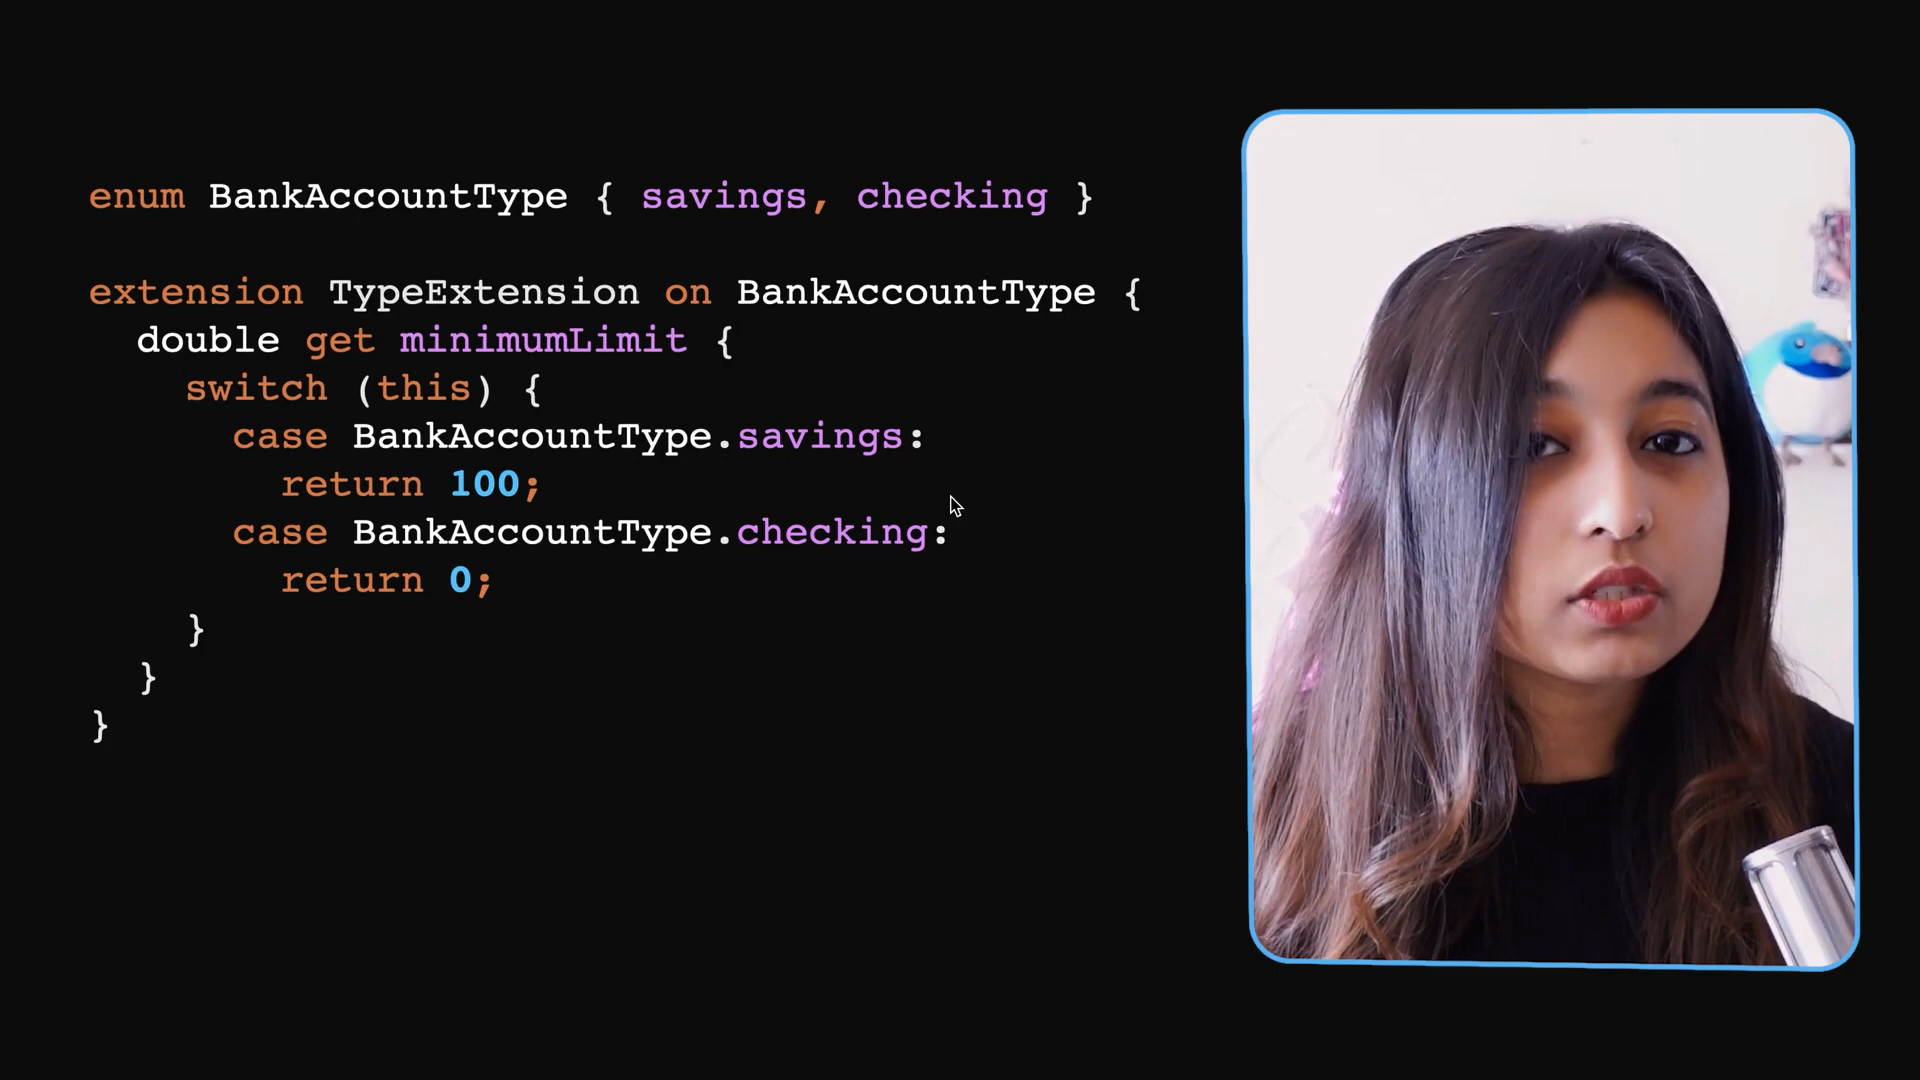 enum BankAccountType { savings, checking }
extension TypeExtension on BankAccountType {
double get minimumLimit {
switch (this) {
case BankAccountType.savings:
return 100;
case BankAccountType.checking:
return 0;
}
}
}